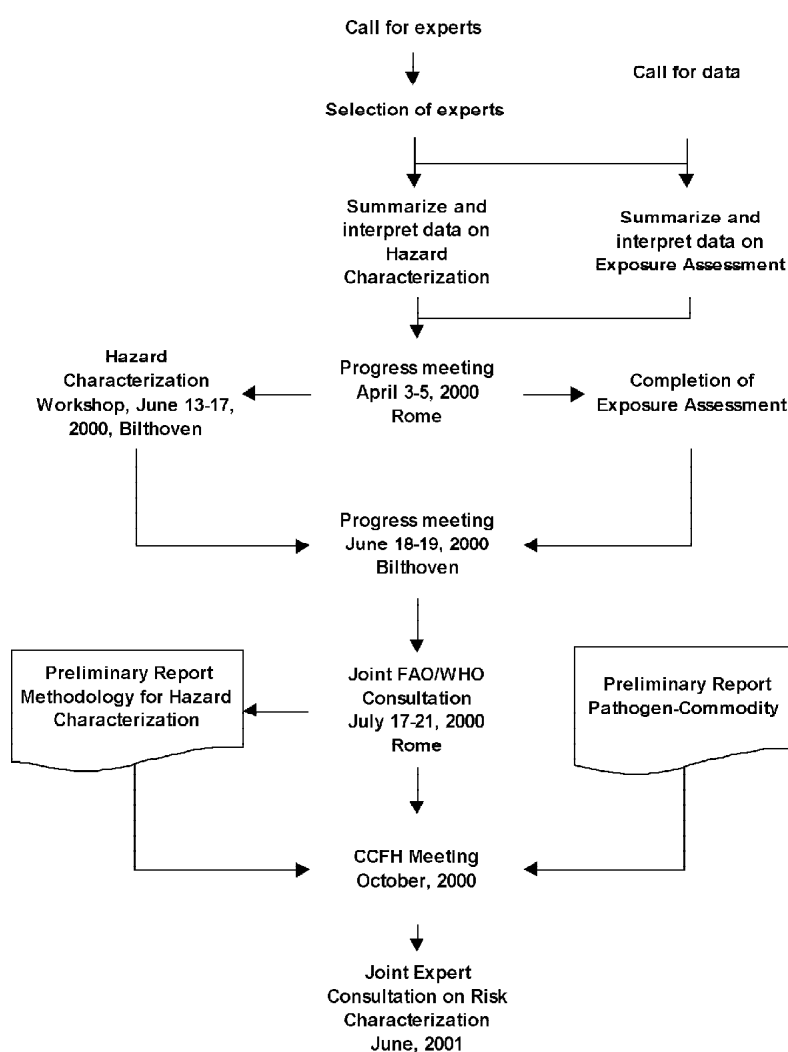 Call for experts
Call for data
Selection of experts
Summarize and
interpret data on
Hazard
Characterization
Summarize and
interpret data on
Exposure Assessment
Hazard
Characterization
Workshop, June 13-17,
2000, Bilthoven
Progress meeting
April 3-5, 2000
Rome
Completion of
Exposure Assessment
Progress meeting
June 18-19, 2000
Bilthoven
Preliminary Report
Methodology for Hazard
Characterization
Joint FAO/WHO
Consultation
July 17-21, 2000
Rome
Preliminary Report
Pathogen-Commodity
CCFH Meeting
October, 2000
Joint Expert
Consultation on Risk
Characterization
June, 2001